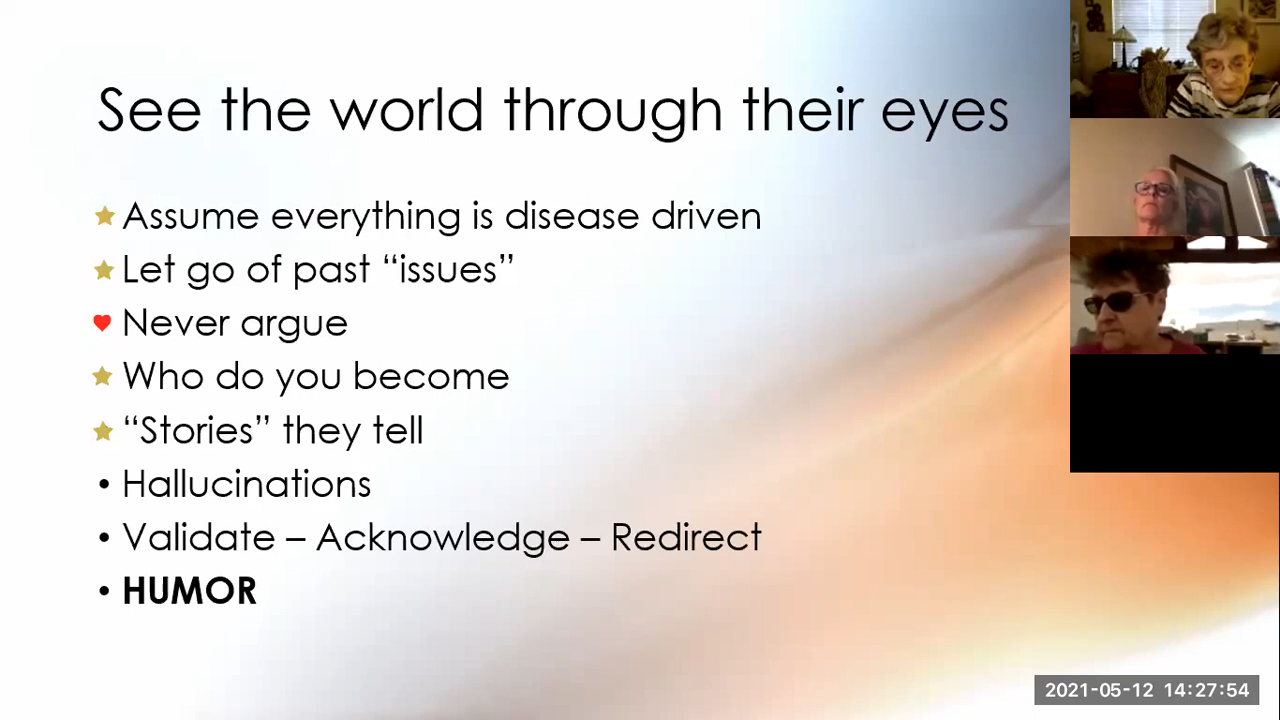 See the world through their eyes
Assume everything is disease driven
Let go of past “issues”
Never argue
Who do you become
“Stories” they tell
• Hallucinations
• Validate – Acknowledge – Redirect
• HUMOR
2021-05-12 14:27:54